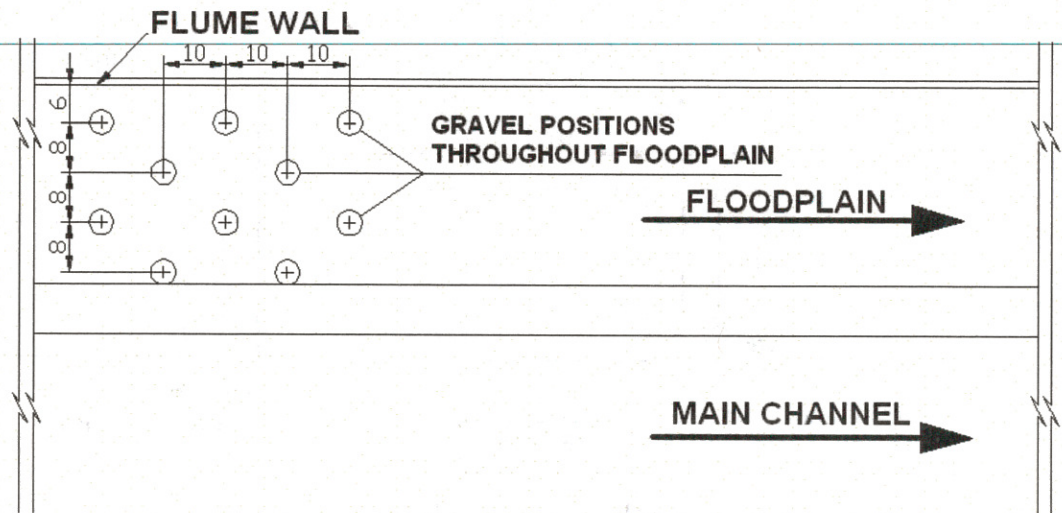 FLUME WALL
10 10 10
6
8
8
8
GRAVEL POSITIONS
THROUGHOUT FLOODPLAIN
FLOODPLAIN
MAIN CHANNEL